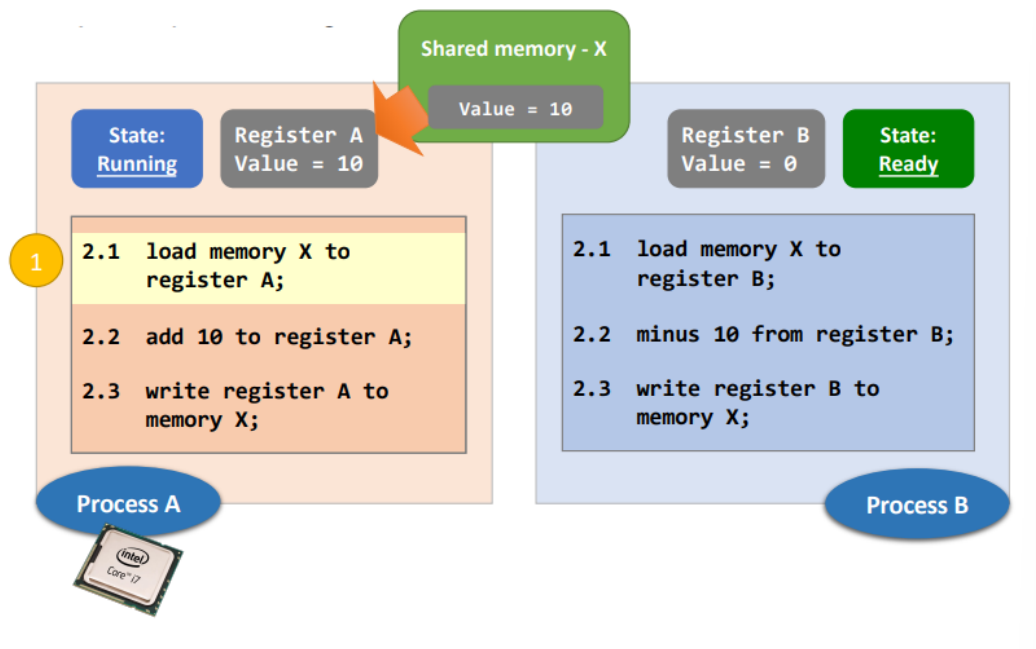 Shared memory - X
Value = 10
State:
Running
Register A
Value = 10
Register B
Value = 0
State:
Ready
1
2.1 load memory X to
register A;
2.2 add 10 to register A;
2.3 write register A to
memory X;
2.1 load memory X to
register B;
2.2 minus 10 from register B;
2.3 write register B to
memory X;
Process A
Process B
intel
Core™ i7